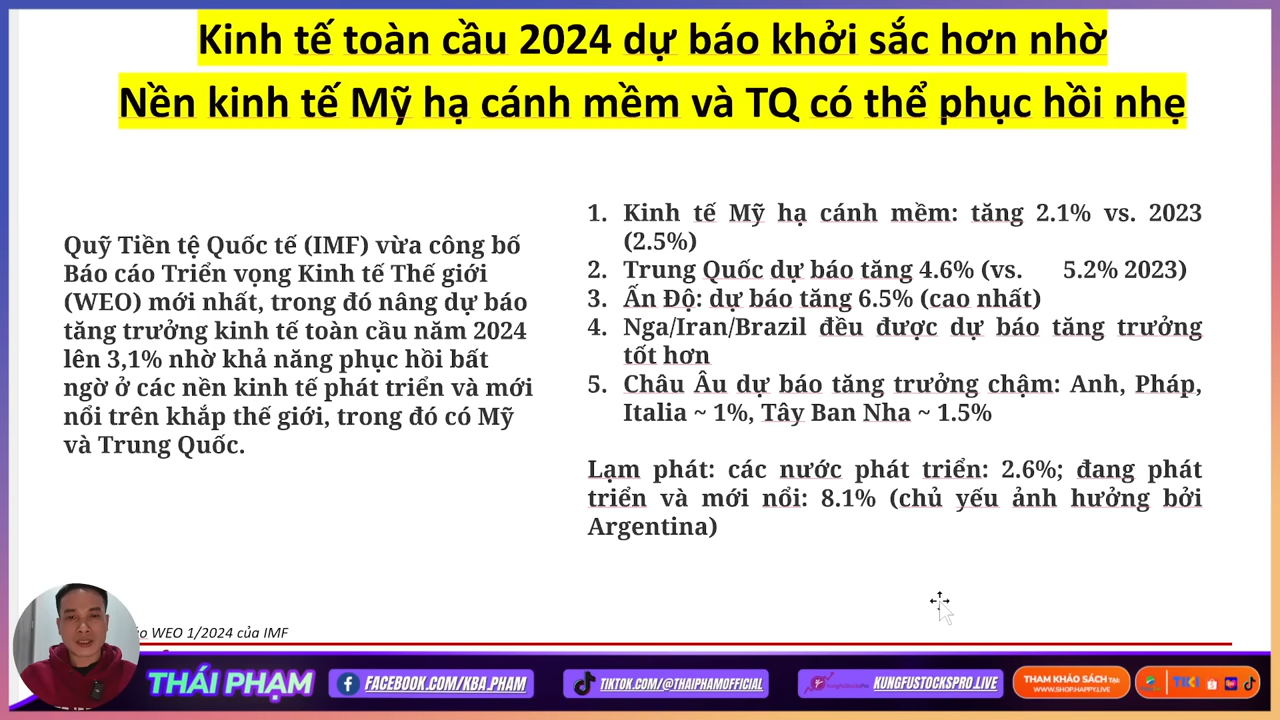 Kinh tế toàn cầu 2024 dự báo khởi sắc hơn nhờ
Nền kinh tế Mỹ hạ cánh mềm và TQ có thể phục hồi nhẹ
Quỹ Tiền tệ Quốc tế (IMF) vừa công bố
Báo cáo Triển vọng Kinh tế Thế giới
(WEO) mới nhất, trong đó nâng dự báo
tăng trưởng kinh tế toàn cầu năm 2024
lên 3,1% nhờ khả năng phục hồi bất
ngờ ở các nền kinh tế phát triển và mới
nổi trên khắp thế giới, trong đó có Mỹ
và Trung Quốc.
1. Kinh tế Mỹ hạ cánh mềm: tăng 2.1% vs. 2023
(2.5%)
2. Trung Quốc dự báo tăng 4.6% (vs. 5.2% 2023)
3. Ấn Độ: dự báo tăng 6.5% (cao nhất)
4. Nga/Iran/Brazil đều được dự báo tăng trưởng
tốt hơn
5. Châu Âu dự báo tăng trưởng chậm: Anh, Pháp,
Italia ~ 1%, Tây Ban Nha ~ 1.5%
Lạm phát: các nước phát triển: 2.6%; đang phát
triển và mới nổi: 8.1% (chủ yếu ảnh hưởng bởi
Argentina)
WEO 1/2024 của IMF
THÁI PHẠM
FACEBOOK.COM/KBA.PHAM
TIKTOK.COM/@THAIPHAMOFFICIAL
KUNGFUSTOCKSPRO.LIVE
THAM KHẢO SÁCH TẠI:
WWW.SHOP.HAPPY.LIVE
TIKI